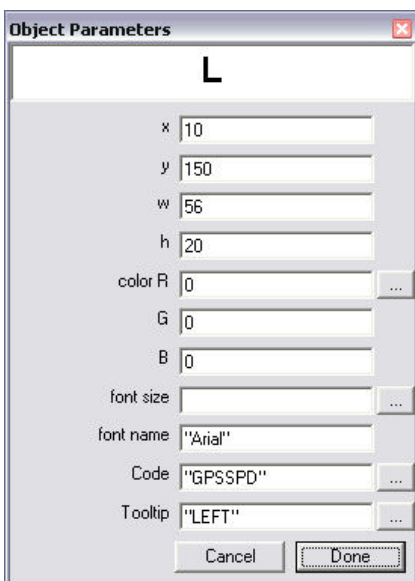 Object Parameters
L
x 10
y 150
w 56
h 20
color R 0 ...
G 0
B 0
font size ...
font name "Arial"
Code "GPSSPD" ...
Tooltip "LEFT" ...
Cancel Done